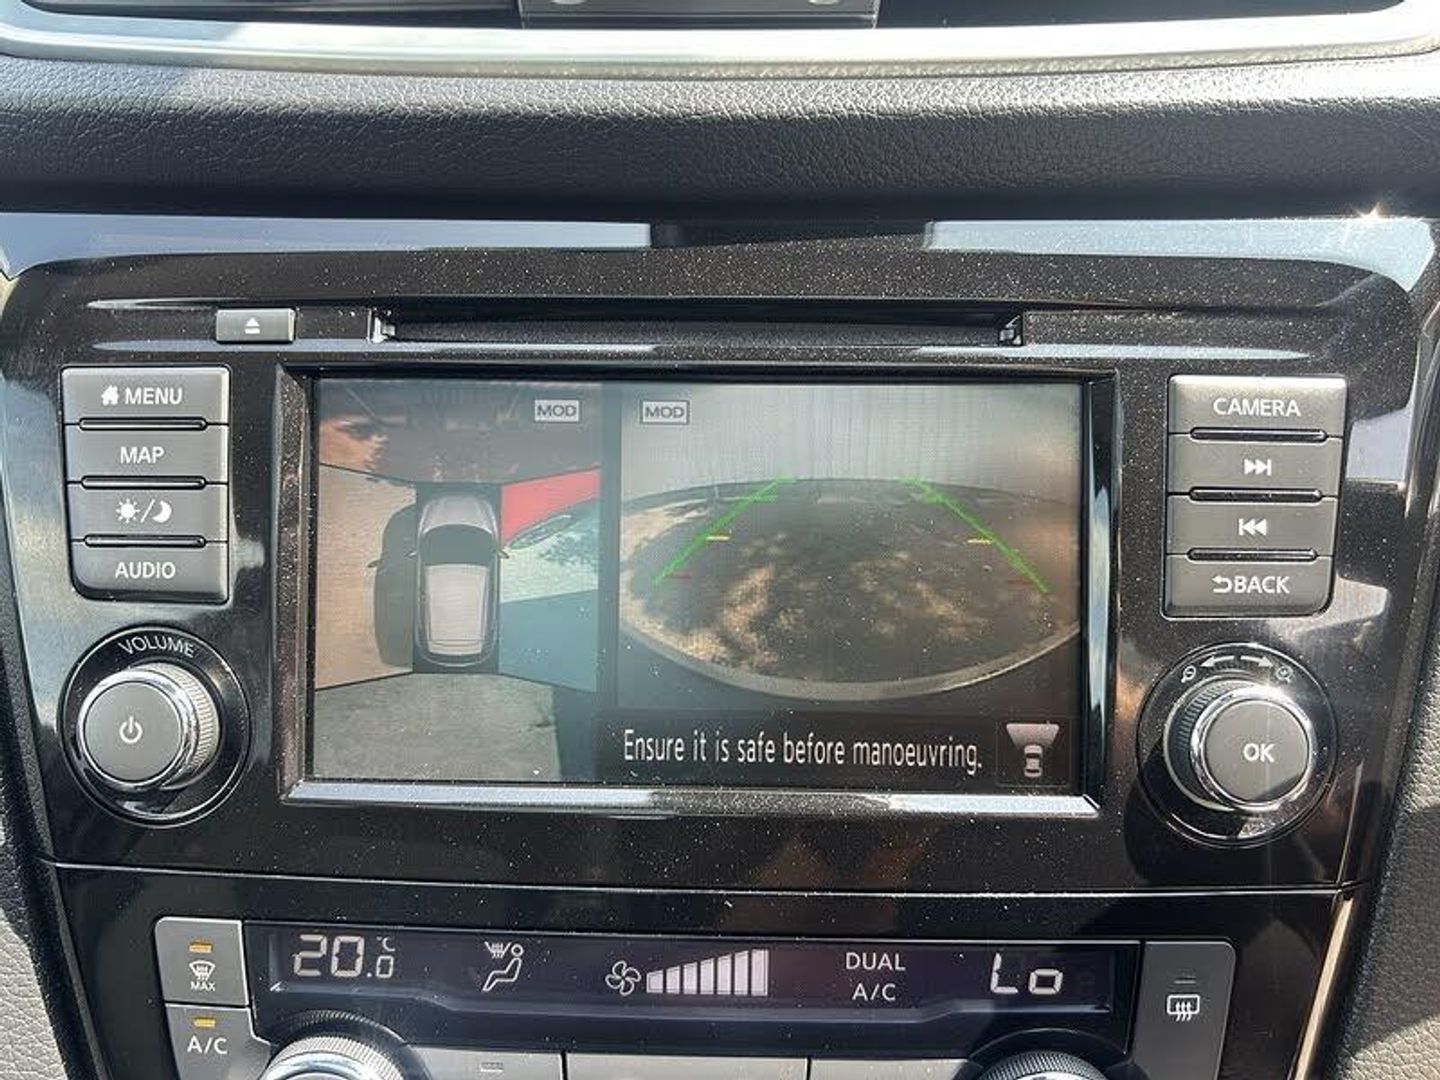 MENU
MAP
AUDIO
VOLUME
MOD
MOD
Ensure it is safe before manoeuvring.
CAMERA
BACK
OK
MAX
A/C
20.0 °C
DUAL
A/C
Lo